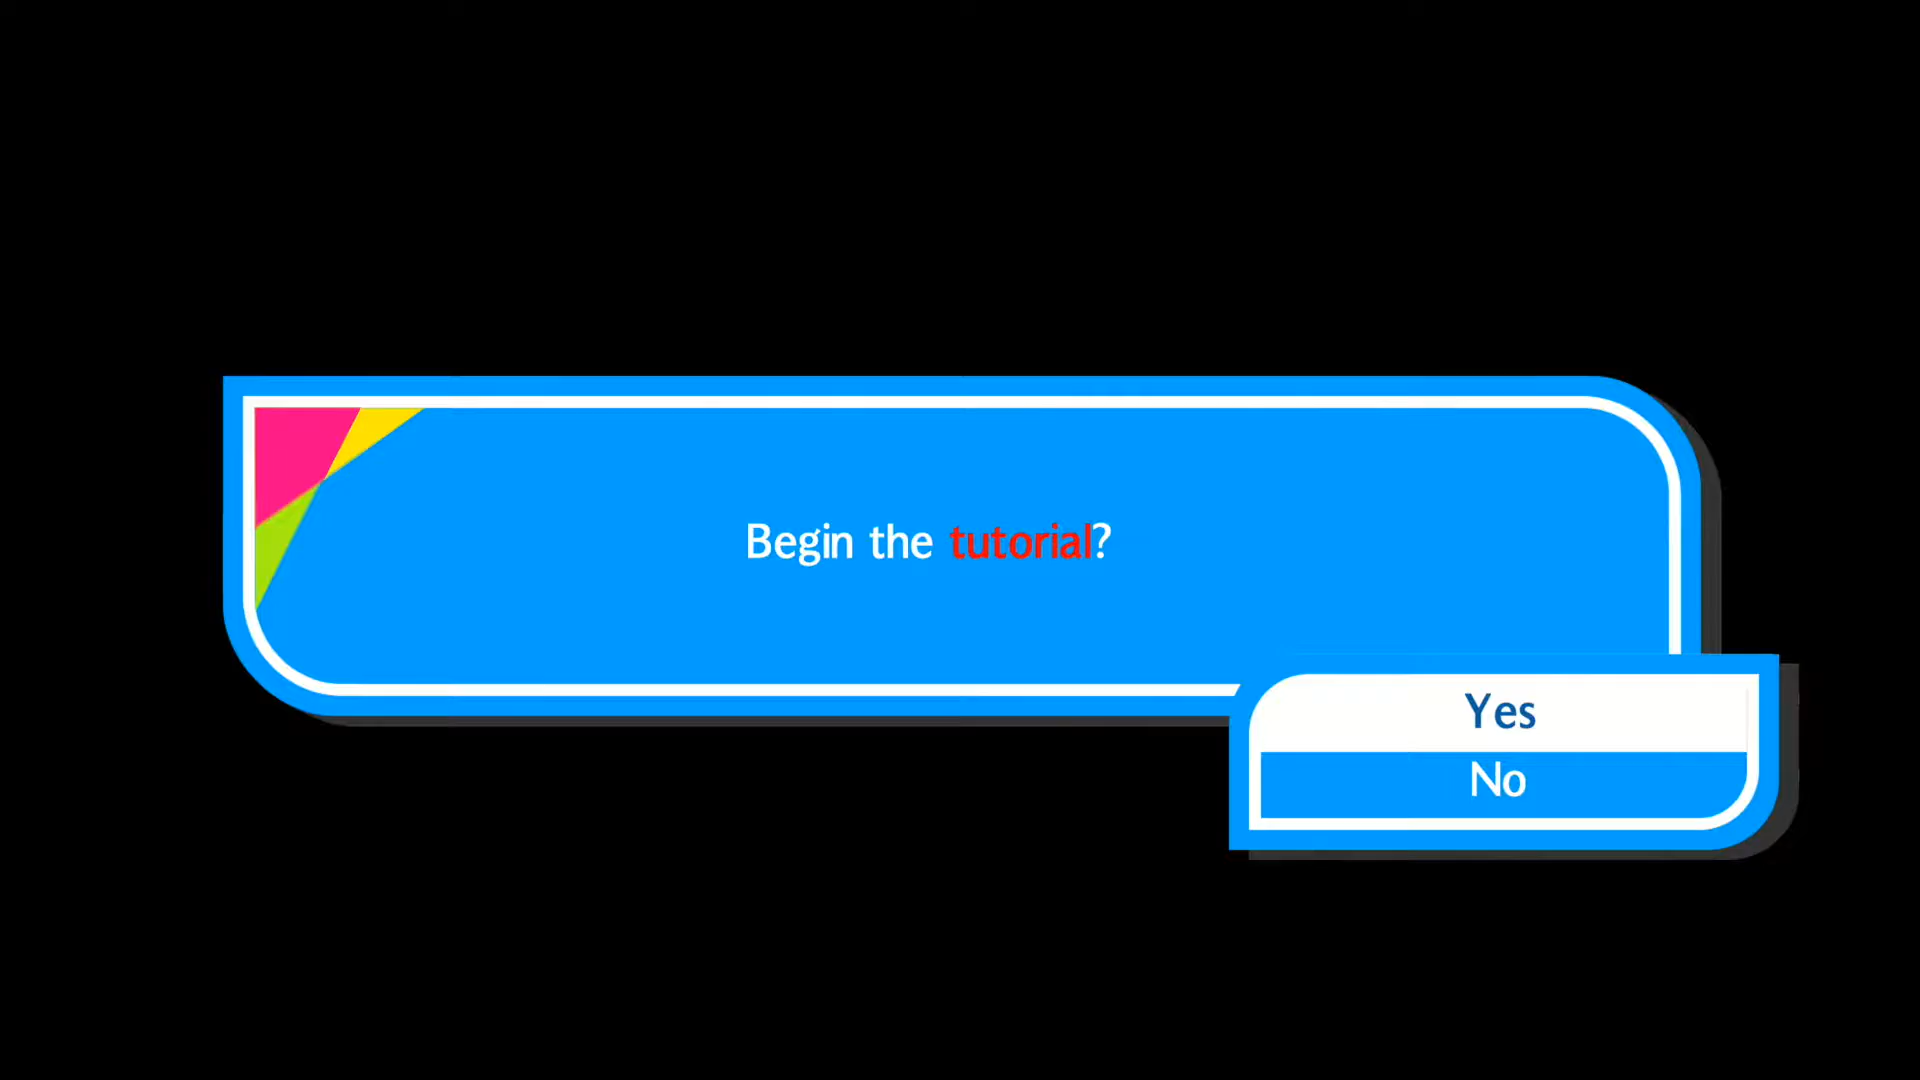 Begin the tutorial?
Yes
No